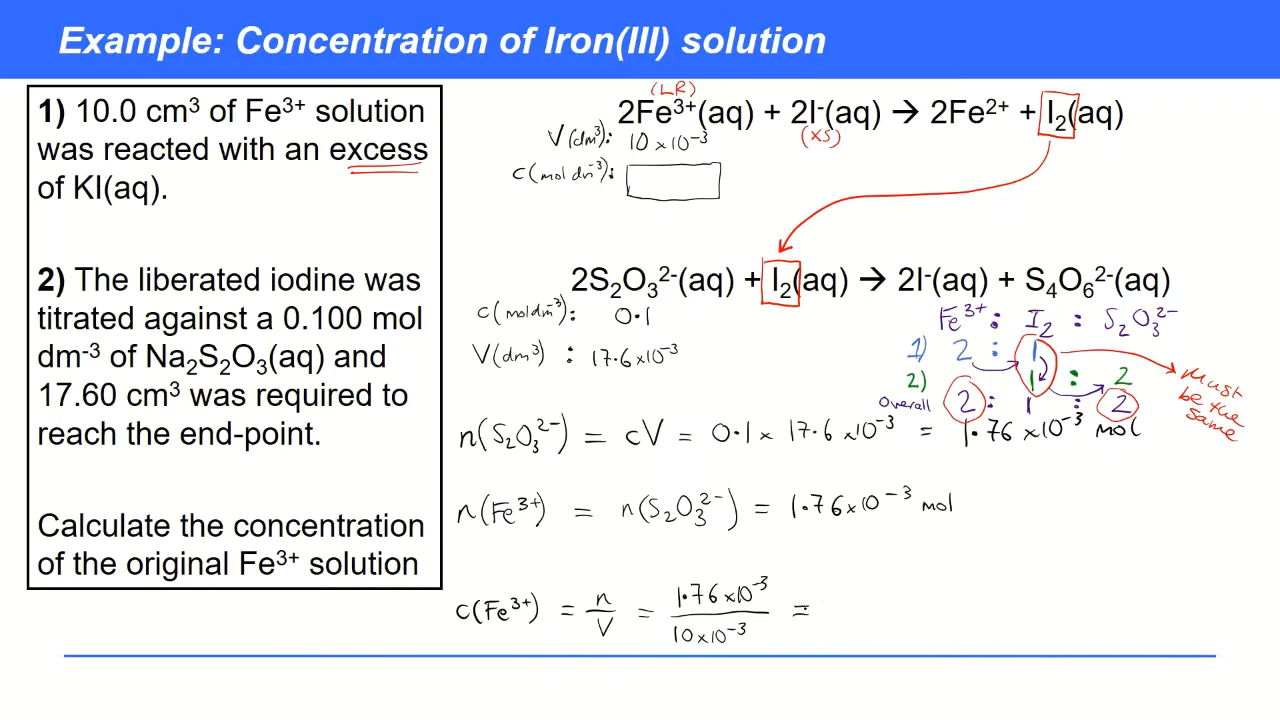 Example: Concentration of Iron(III) solution
1) 10.0 cm³ of Fe³⁺ solution
was reacted with an excess
of KI(aq).
2) The liberated iodine was
titrated against a 0.100 mol
dm⁻³ of Na₂S₂O₃(aq) and
17.60 cm³ was required to
reach the end-point.
Calculate the concentration
of the original Fe³⁺ solution
(LR)
2Fe³⁺(aq) + 2I⁻(aq) → 2Fe²⁺ + I₂(aq)
(XS)
V(dm³): 10 × 10⁻³
c(mol dm⁻³):
2S₂O₃²⁻(aq) + I₂(aq) → 2I⁻(aq) + S₄O₆²⁻(aq)
c(mol dm⁻³): 0.1
V(dm³) : 17.6 × 10⁻³
Fe³⁺ : I₂ : S₂O₃²⁻
1) 2 : 1
2) 1 : 2
Overall 2 : 1 : 2
Must
be the
same
n(S₂O₃²⁻) = cV = 0.1 × 17.6 × 10⁻³ = 1.76 × 10⁻³ mol
n(Fe³⁺) = n(S₂O₃²⁻) = 1.76 × 10⁻³ mol
c(Fe³⁺) = n/V = 1.76 × 10⁻³/10 × 10⁻³ =